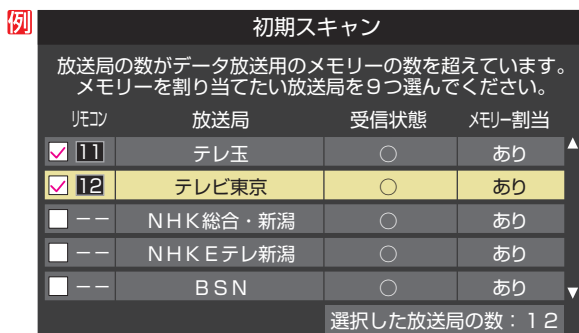 例
初期スキャン
放送局の数がデータ放送用のメモリーの数を超えています。
メモリーを割り当てたい放送局を９つ選んでください。
リモコン 放送局 受信状態 メモリー割当
11 テレ玉 ○ あり
12 テレビ東京 ○ あり
－－ ＮＨＫ総合・新潟 ○ あり
－－ ＮＨＫＥテレ新潟 ○ あり
－－ ＢＳＮ ○ あり
選択した放送局の数：１２